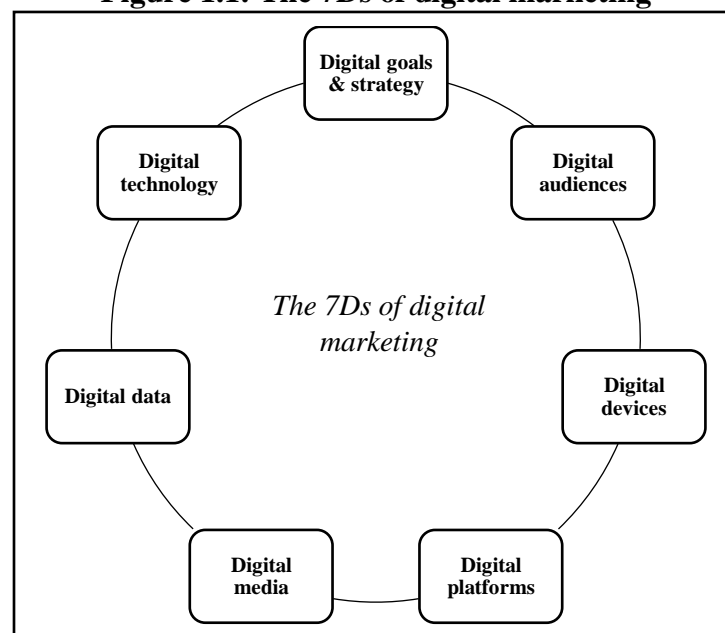 Figure 1.1: The 7Ds of digital marketing
Digital goals
& strategy
Digital
technology
Digital
audiences
The 7Ds of digital
marketing
Digital data
Digital
devices
Digital
media
Digital
platforms